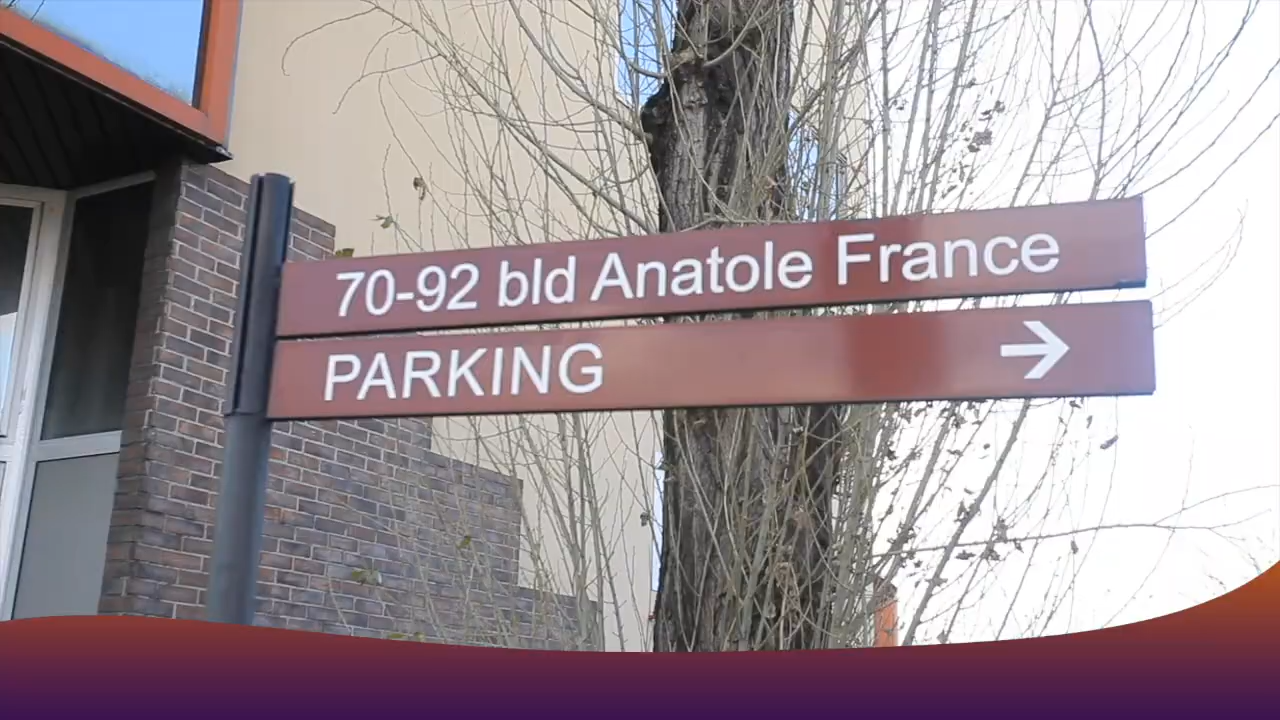 70-92 bld Anatole France
PARKING →